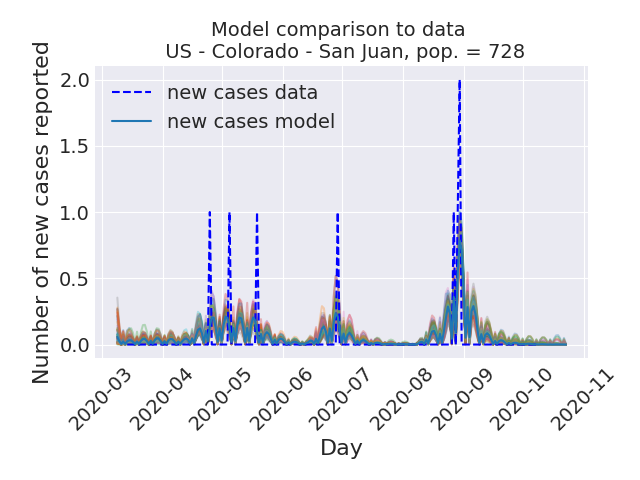 Model comparison to data
US - Colorado - San Juan, pop. = 728
Number of new cases reported
2.0
1.5
1.0
0.5
0.0
new cases data
new cases model
2020-03
2020-04
2020-05
2020-06
2020-07
2020-08
2020-09
2020-10
2020-11
Day